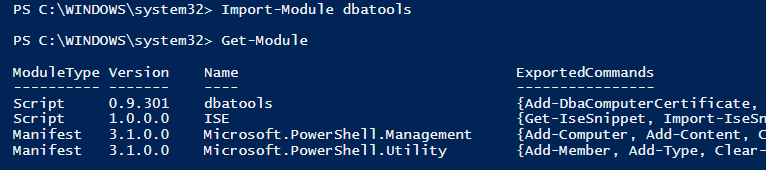 PS C:\WINDOWS\system32> Import-Module dbatools
PS C:\WINDOWS\system32> Get-Module
ModuleType Version Name ExportedCommands
---------- ------- ---- ----------------
Script 0.9.301 dbatools {Add-DbaComputerCertificate,
Script 1.0.0.0 ISE {Get-IseSnippet, Import-IseSn
Manifest 3.1.0.0 Microsoft.PowerShell.Management {Add-Computer, Add-Content, C
Manifest 3.1.0.0 Microsoft.PowerShell.Utility {Add-Member, Add-Type, Clear-